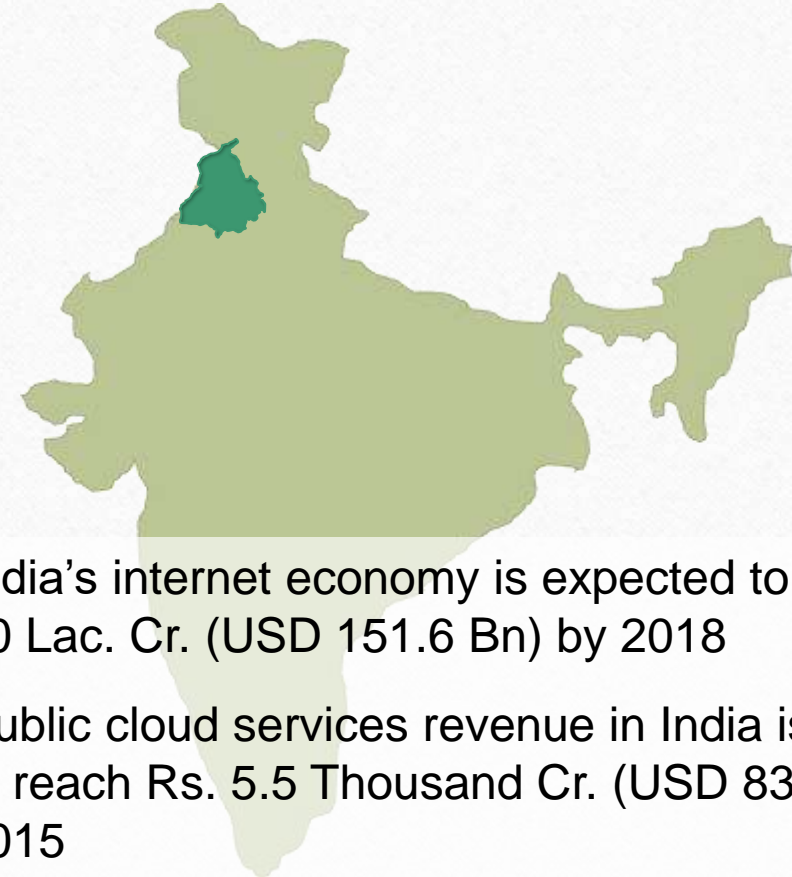 dia’s internet economy is expected to
0 Lac. Cr. (USD 151.6 Bn) by 2018
ublic cloud services revenue in India is
reach Rs. 5.5 Thousand Cr. (USD 83
015